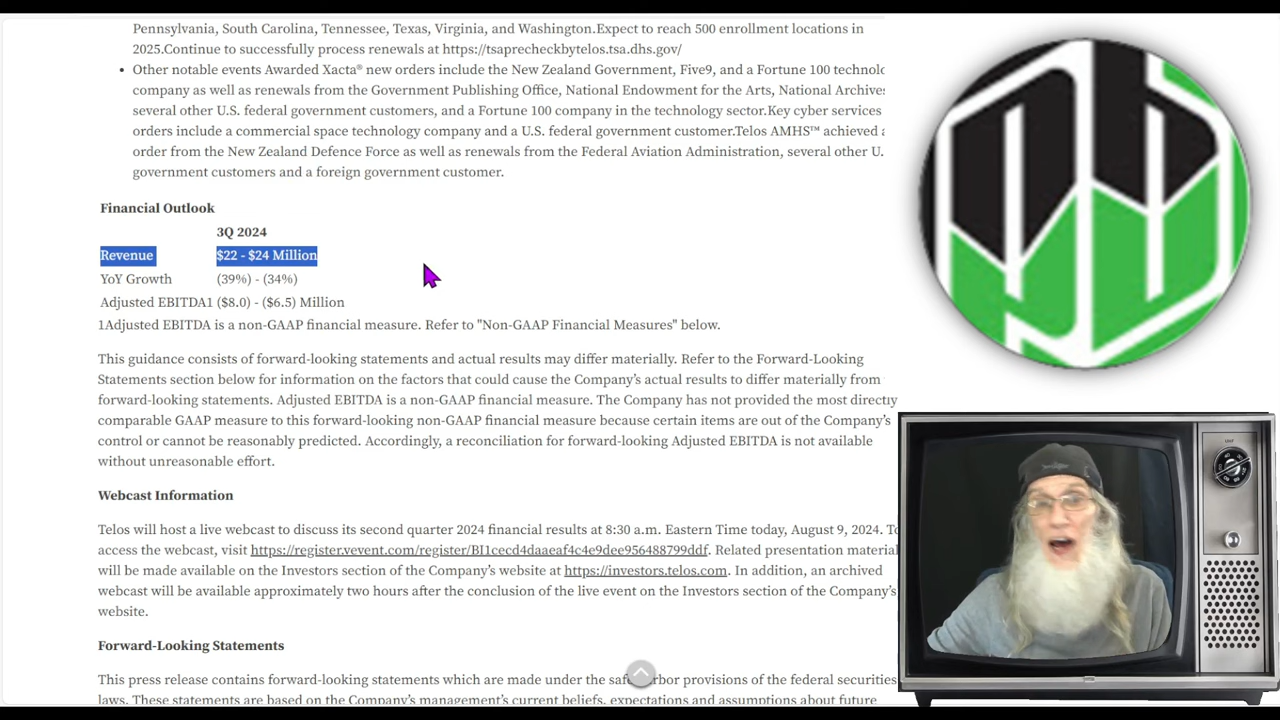 Pennsylvania, South Carolina, Tennessee, Texas, Virginia, and Washington.Expect to reach 500 enrollment locations in
2025.Continue to successfully process renewals at https://tsaprecheckbytelos.tsa.dhs.gov/
• Other notable events Awarded Xacta® new orders include the New Zealand Government, Five9, and a Fortune 100
company as well as renewals from the Government Publishing Office, National Endowment for the Arts, National
several other U.S. federal government customers, and a Fortune 100 company in the technology sector.Key cyber services
orders include a commercial space technology company and a U.S. federal government customer.Telos AMHS™ achieved
order from the New Zealand Defence Force as well as renewals from the Federal Aviation Administration, several other U.
government customers and a foreign government customer.
Financial Outlook
3Q 2024
Revenue $22 - $24 Million
YoY Growth (39%) - (34%)
Adjusted EBITDA1 ($8.0) - ($6.5) Million
1Adjusted EBITDA is a non-GAAP financial measure. Refer to "Non-GAAP Financial Measures" below.
This guidance consists of forward-looking statements and actual results may differ materially. Refer to the Forward-Looking
Statements section below for information on the factors that could cause the Company's actual results to differ materially from
forward-looking statements. Adjusted EBITDA is a non-GAAP financial measure. The Company has not provided the most directly
comparable GAAP measure to this forward-looking non-GAAP financial measure because certain items are out of the Company's
control or cannot be reasonably predicted. Accordingly, a reconciliation for forward-looking Adjusted EBITDA is not available
without unreasonable effort.
Webcast Information
Telos will host a live webcast to discuss its second quarter 2024 financial results at 8:30 a.m. Eastern Time today, August 9, 2024. To
access the webcast, visit https://register.vevent.com/register/BI1cecd4daaeaf4c4e9dee956488799ddf. Related presentation
will be made available on the Investors section of the Company's website at https://investors.telos.com. In addition, an archived
webcast will be available approximately two hours after the conclusion of the live event on the Investors section of the Company's
website.
Forward-Looking Statements
This press release contains forward-looking statements which are made under the safe harbor provisions of the federal securities
laws. These statements are based on the Company's management's current beliefs, expectations and assumptions about future